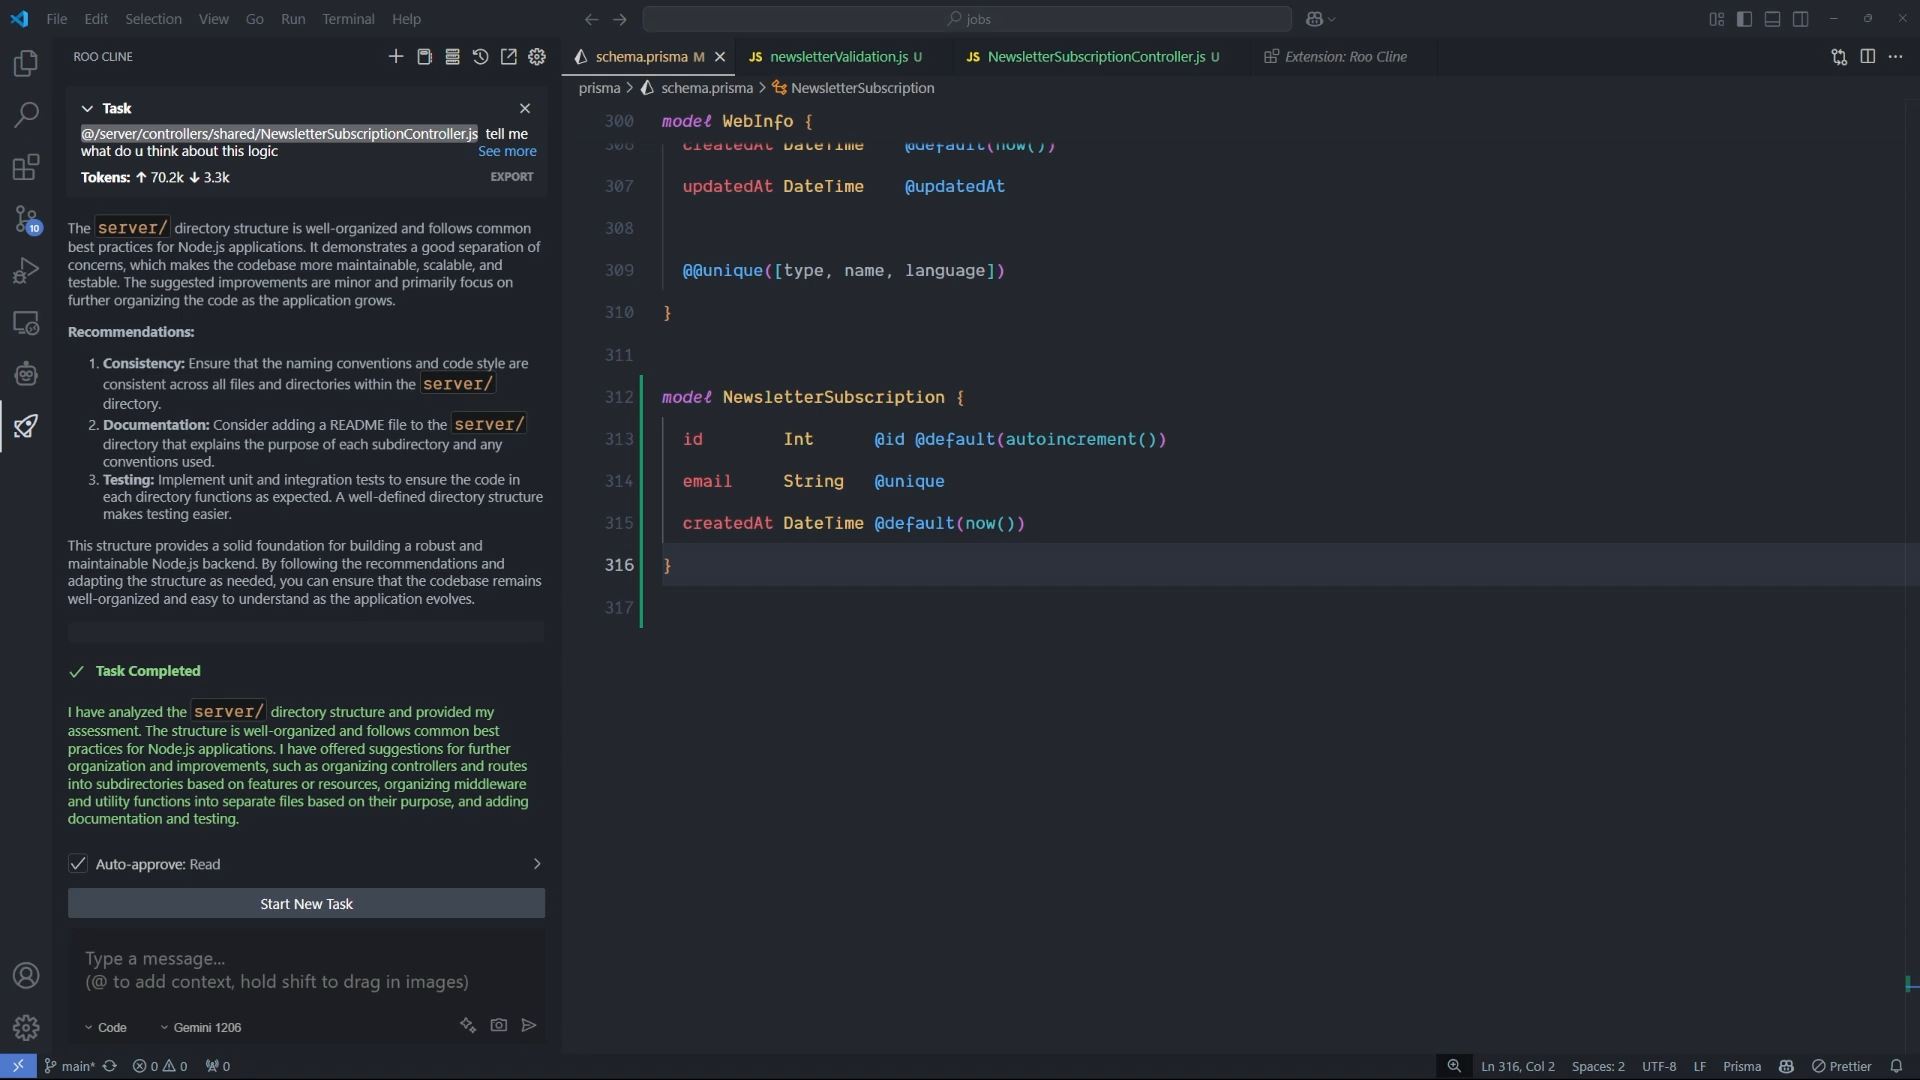 File Edit Selection View Go Run Terminal Help
jobs
ROO CLINE
schema.prisma M
JS newsletterValidation.js U
JS NewsletterSubscriptionController.js U
Extension: Roo Cline
prisma > schema.prisma > NewsletterSubscription
Task
@/server/controllers/shared/NewsletterSubscriptionController.js tell me
what do u think about this logic
See more
Tokens: ↑ 70.2k ↓ 3.3k
EXPORT
The server/ directory structure is well-organized and follows common
best practices for Node.js applications. It demonstrates a good separation of
concerns, which makes the codebase more maintainable, scalable, and
testable. The suggested improvements are minor and primarily focus on
further organizing the code as the application grows.
Recommendations:
1. Consistency: Ensure that the naming conventions and code style are
consistent across all files and directories within the server/
directory.
2. Documentation: Consider adding a README file to the server/
directory that explains the purpose of each subdirectory and any
conventions used.
3. Testing: Implement unit and integration tests to ensure the code in
each directory functions as expected. A well-defined directory structure
makes testing easier.
This structure provides a solid foundation for building a robust and
maintainable Node.js backend. By following the recommendations and
adapting the structure as needed, you can ensure that the codebase remains
well-organized and easy to understand as the application evolves.
Task Completed
I have analyzed the server/ directory structure and provided my
assessment. The structure is well-organized and follows common best
practices for Node.js applications. I have offered suggestions for further
organization and improvements, such as organizing controllers and routes
into subdirectories based on features or resources, organizing middleware
and utility functions into separate files based on their purpose, and adding
documentation and testing.
Auto-approve: Read
Start New Task
Type a message...
(@ to add context, hold shift to drag in images)
Code
Gemini 1206
10
300 model WebInfo {
306 createdAt DateTime @default(now())
307 updatedAt DateTime @updatedAt
308
309 @@unique([type, name, language])
310 }
311
312 model NewsletterSubscription {
313 id Int @id @default(autoincrement())
314 email String @unique
315 createdAt DateTime @default(now())
316 }
317
main* 0 0 0
Ln 316, Col 2 Spaces: 2 UTF-8 LF Prisma Prettier